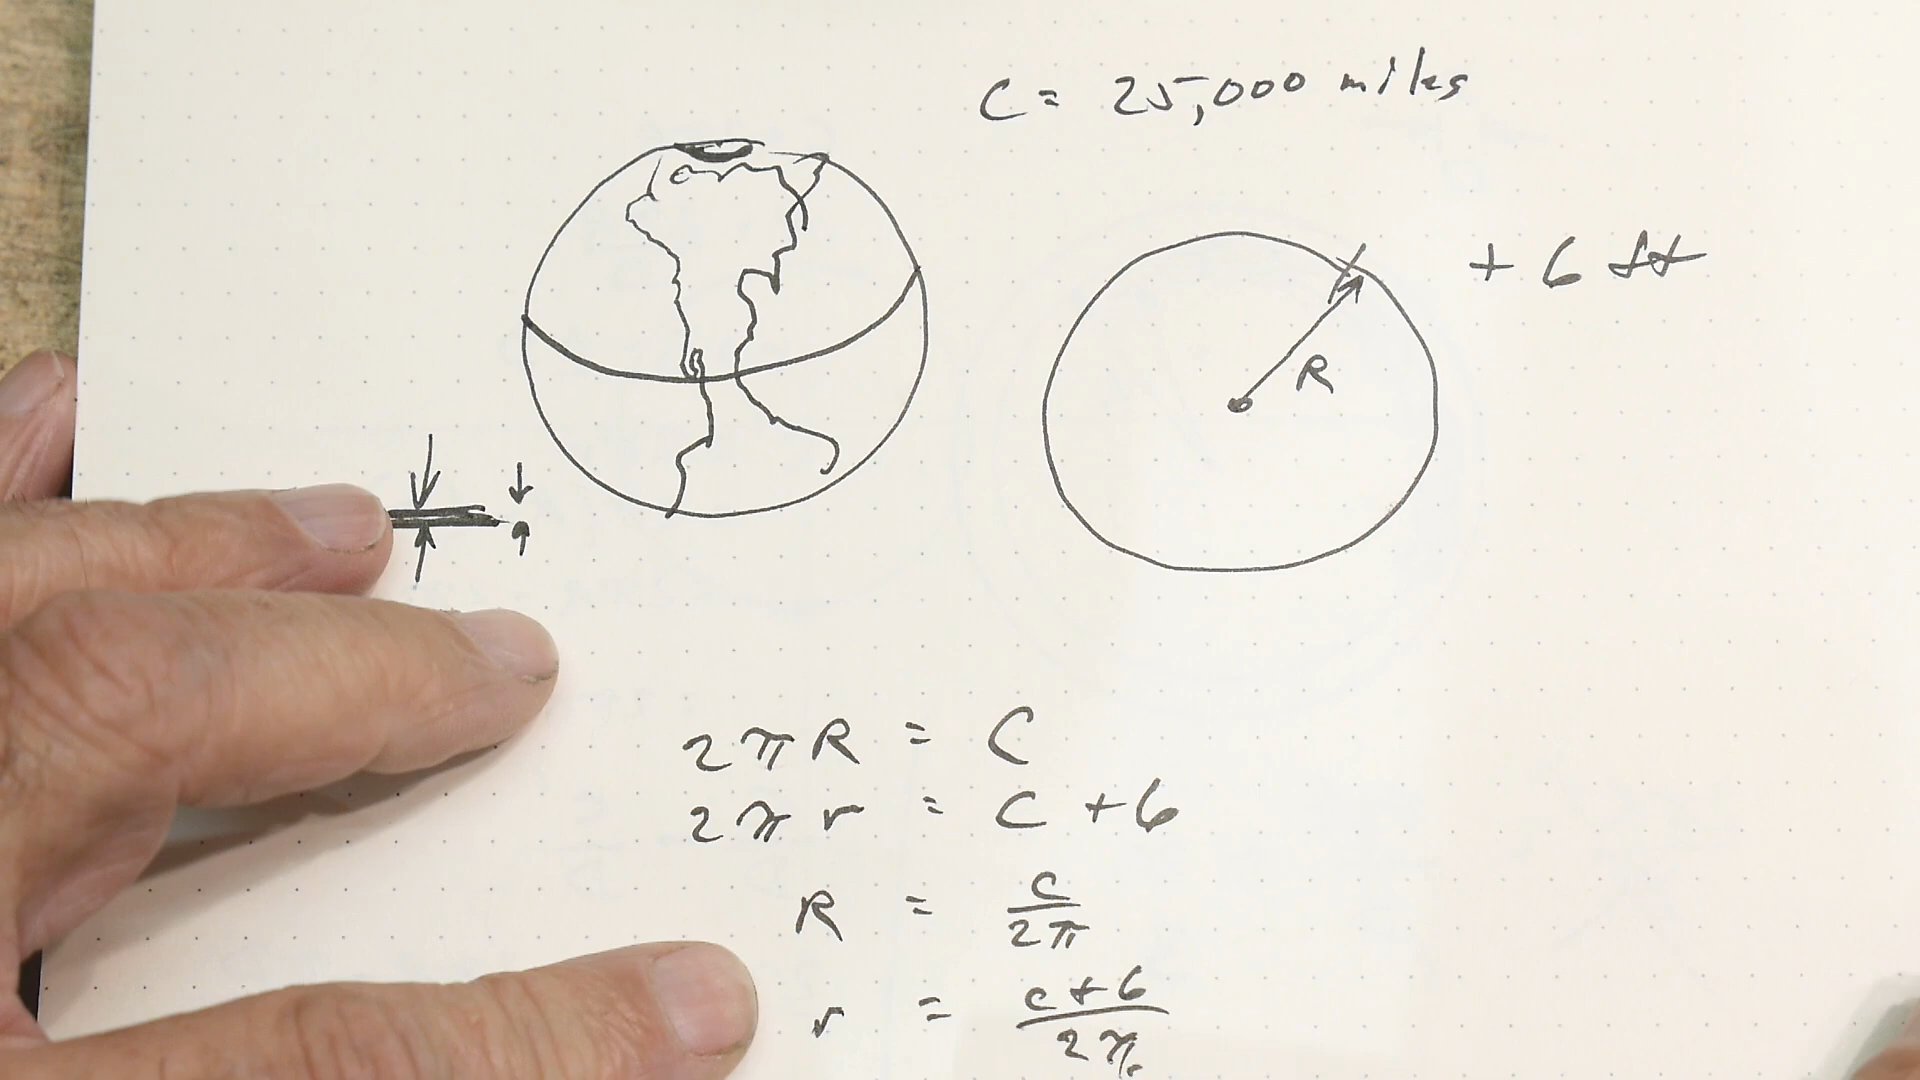 C = 25,000 miles
+ 6 ft
R
2πR = C
2πr = C + 6
R = C/2π
r = C+6/2π